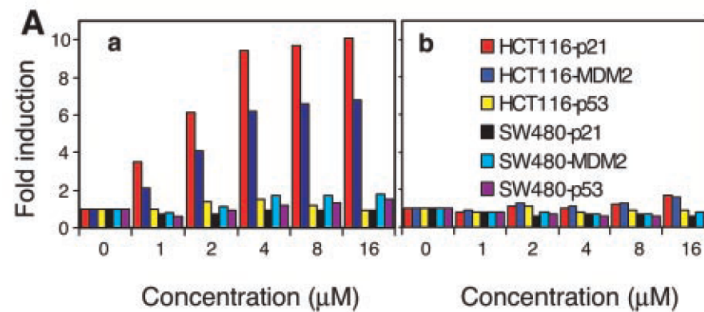 A
a
b
Fold induction
10
8
6
4
2
0
HCT116-p21
HCT116-MDM2
HCT116-p53
SW480-p21
SW480-MDM2
SW480-p53
0 1 2 4 8 16
0 1 2 4 8 16
Concentration (μM)
Concentration (μM)